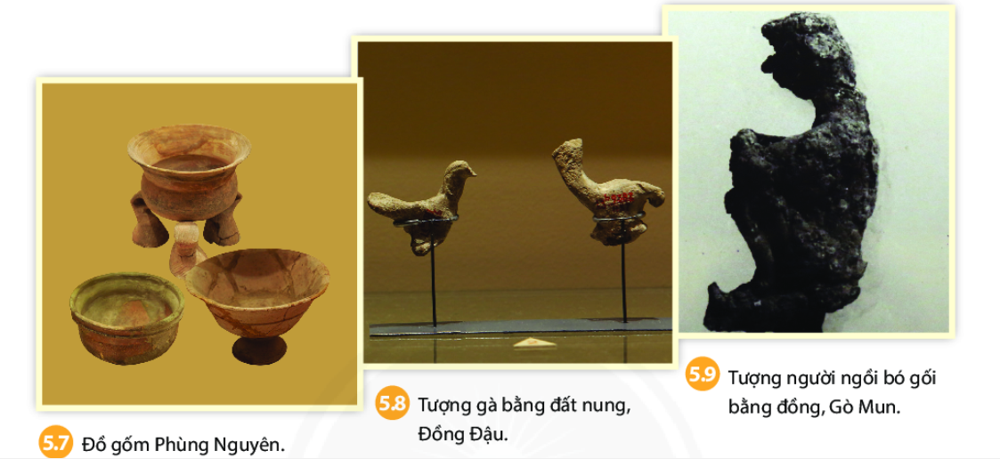 5.7 Đồ gốm Phùng Nguyên.
5.8 Tượng gà bằng đất nung,
Đồng Đậu.
5.9 Tượng người ngồi bó gối
bằng đồng, Gò Mun.